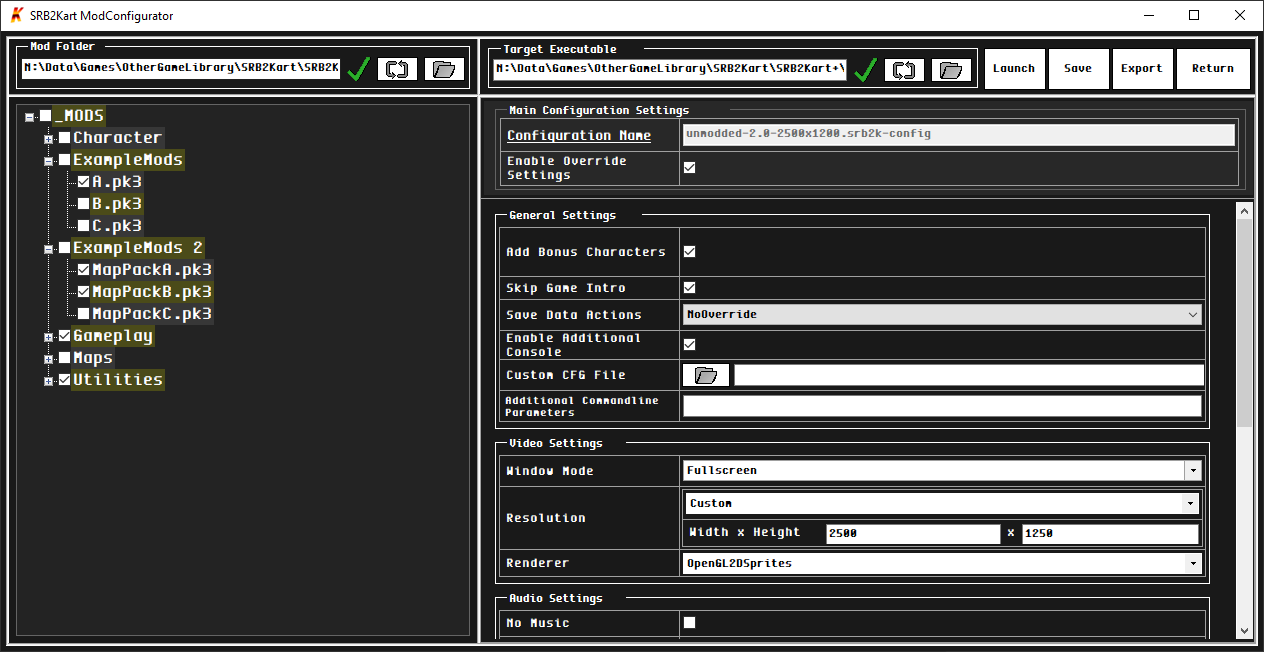 SRB2Kart ModConfigurator
Mod Folder
N:\Data\Games\OtherGameLibrary\SRB2Kart\SRB2K
Target Executable
N:\Data\Games\OtherGameLibrary\SRB2Kart\SRB2Kart+\
Launch
Save
Export
Return
_MODS
Character
ExampleMods
A.pk3
B.pk3
C.pk3
ExampleMods 2
MapPackA.pk3
MapPackB.pk3
MapPackC.pk3
Gameplay
Maps
Utilities
Main Configuration Settings
Configuration Name
unmodded-2.0-2500x1200.srb2k-config
Enable Override
Settings
General Settings
Add Bonus Characters
Skip Game Intro
Save Data Actions
NoOverride
Enable Additional
Console
Custom CFG File
Additional Commandline
Parameters
Video Settings
Window Mode
Fullscreen
Resolution
Custom
Width x Height
2500
x
1250
Renderer
OpenGL2DSprites
Audio Settings
No Music